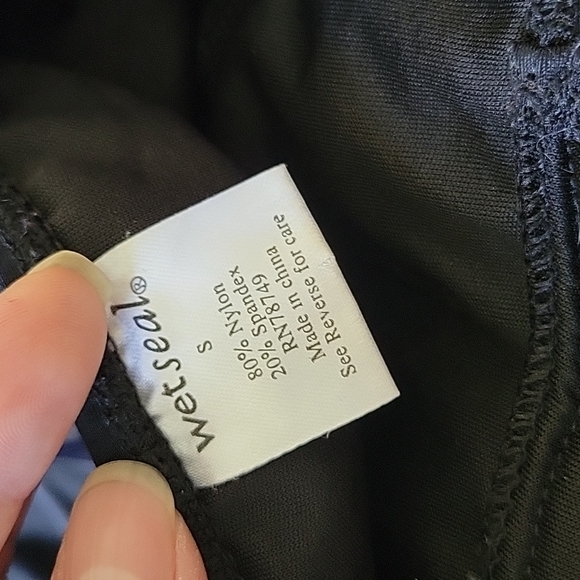 wet seal®
S
80% Nylon
20% Spandex
RN78749
Made in china
See Reverse for care